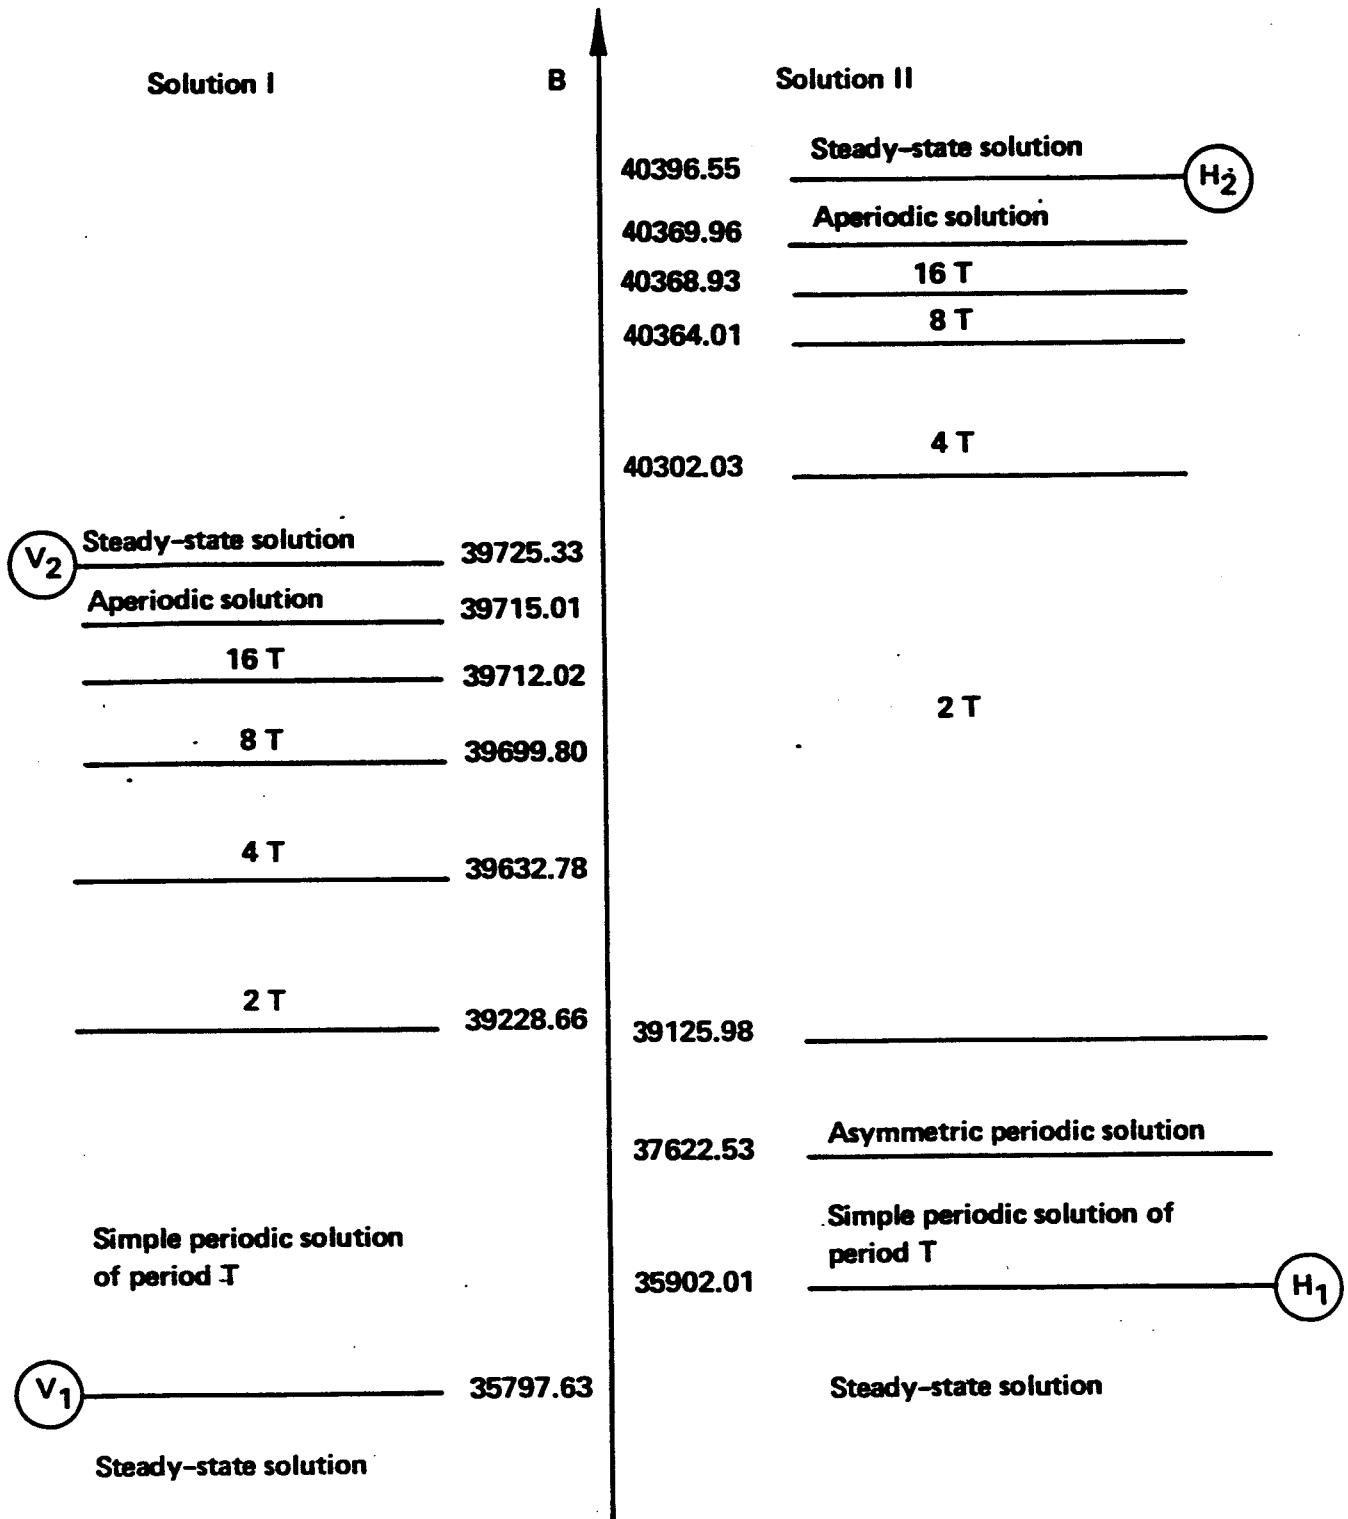 Solution I
B
Solution II
Steady-state solution
40396.55
H2
Aperiodic solution
40369.96
16 T
40368.93
8 T
40364.01
4 T
40302.03
V2
Steady-state solution
39725.33
Aperiodic solution
39715.01
16 T
39712.02
2 T
8 T
39699.80
4 T
39632.78
2 T
39228.66
39125.98
Asymmetric periodic solution
37622.53
Simple periodic solution
of period T
Simple periodic solution of
period T
35902.01
H1
V1
35797.63
Steady-state solution
Steady-state solution